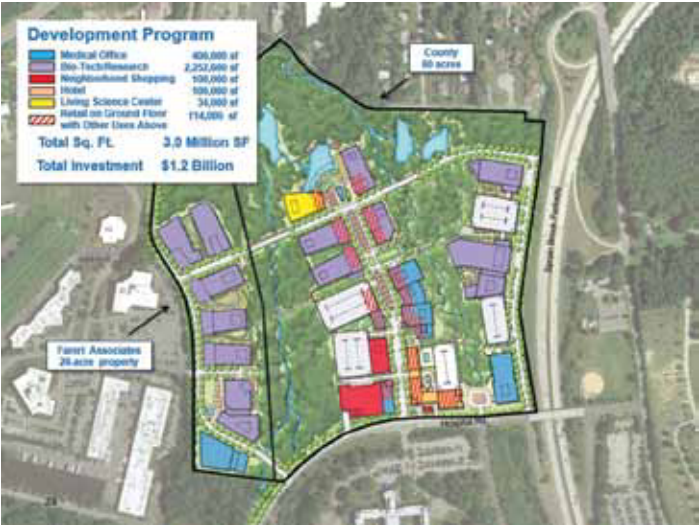 Development Program
Medical Office 400,000 sf
Bio-Tech/Research 2,252,000 sf
Neighborhood Shopping 100,000 sf
Hotel 100,000 sf
Living Science Center 34,000 sf
Retail on Ground Floor 114,000 sf
with Other Uses Above
Total Sq. Ft. 3.0 Million SF
Total Investment $1.2 Billion
County
60 acres
Associates
26-acre property
Hospital